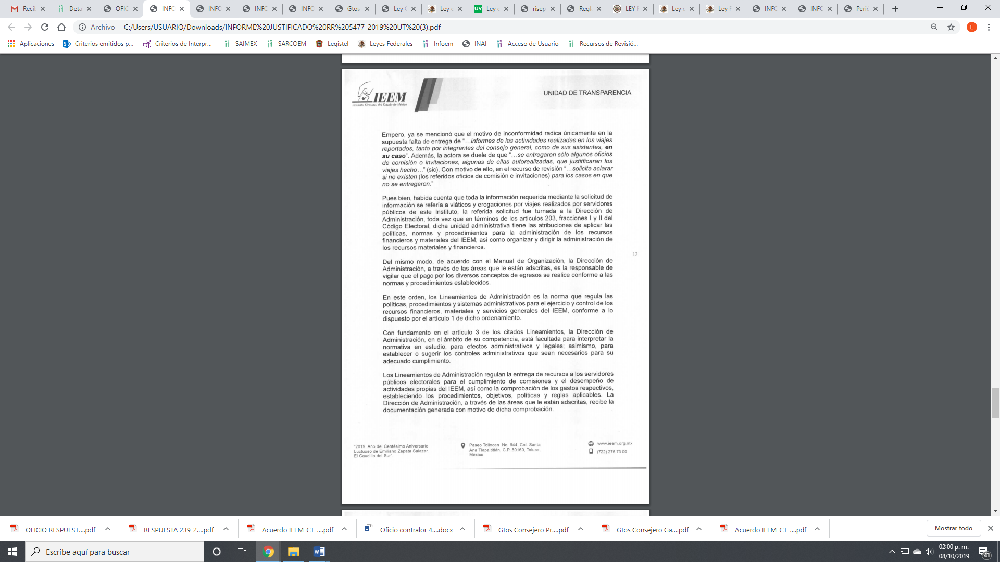 Recil
Deta
OFIC
INFC
INFC
INFC
INFC
Gtos
Ley (
Ley c
Ley c
risep
Regla
LEY F
Ley c
Ley F
INFC
INFC
Peric
Archivo | C:/Users/USUARIO/Downloads/INFORME%20JUSTIFICADO%20RR%205477-2019%20UT%20(3).pdf
L
Aplicaciones
Criterios emitidos p...
Criterios de Interpr...
SAIMEX
SARCOEM
Legistel
Leyes Federales
Infoem
INAI
Acceso de Usuario
Recursos de Revisió...
IEEM
Instituto Electoral del Estado de México
UNIDAD DE TRANSPARENCIA
Empero, ya se mencionó que el motivo de inconformidad radica únicamente en la
supuesta falta de entrega de “…informes de las actividades realizadas en los viajes
reportados, tanto por integrantes del consejo general, como de sus asistentes, en
su caso”. Además, la actora se duele de que “…se entregaron sólo algunos oficios
de comisión o invitaciones, algunas de ellas autorealizadas, que justificaran los
viajes hecho…” (sic). Con motivo de ello, en el recurso de revisión “…solicita aclarar
si no existen (los referidos oficios de comisión e invitaciones) para los casos en que
no se entregaron.”
Pues bien, habida cuenta que toda la información requerida mediante la solicitud de
información se refería a viáticos y erogaciones por viajes realizados por servidores
públicos de este Instituto, la referida solicitud fue turnada a la Dirección de
Administración, toda vez que en términos de los artículos 203, fracciones I y II del
Código Electoral, dicha unidad administrativa tiene las atribuciones de aplicar las
políticas, normas y procedimientos para la administración de los recursos
financieros y materiales del IEEM; así como organizar y dirigir la administración de
los recursos materiales y financieros.
12
Del mismo modo, de acuerdo con el Manual de Organización, la Dirección de
Administración, a través de las áreas que le están adscritas, es la responsable de
vigilar que el pago por los diversos conceptos de egresos se realice conforme a las
normas y procedimientos establecidos.
En este orden, los Lineamientos de Administración es la norma que regula las
políticas, procedimientos y sistemas administrativos para el ejercicio y control de los
recursos financieros, materiales y servicios generales del IEEM, conforme a lo
dispuesto por el artículo 1 de dicho ordenamiento.
Con fundamento en el artículo 3 de los citados Lineamientos, la Dirección de
Administración, en el ámbito de su competencia, está facultada para interpretar la
normativa en estudio, para efectos administrativos y legales; asimismo, para
establecer o sugerir los controles administrativos que sean necesarios para su
adecuado cumplimiento.
Los Lineamientos de Administración regulan la entrega de recursos a los servidores
públicos electorales para el cumplimiento de comisiones y el desempeño de
actividades propias del IEEM, así como la comprobación de los gastos respectivos,
estableciendo los procedimientos, objetivos, políticas y reglas aplicables. La
Dirección de Administración, a través de las áreas que le están adscritas, recibe la
documentación generada con motivo de dicha comprobación.
“2019. Año del Centésimo Aniversario
Luctuoso de Emiliano Zapata Salazar.
El Caudillo del Sur”.
Paseo Tollocan No. 944, Col. Santa
Ana Tlapaltitlán, C.P. 50160, Toluca,
México.
www.ieem.org.mx
(722) 275 73 00
OFICIO RESPUEST....pdf
RESPUESTA 239-2....pdf
Acuerdo IEEM-CT-....pdf
Oficio contralor 4....docx
Gtos Consejero Pr....pdf
Gtos Consejero Ga....pdf
Acuerdo IEEM-CT-....pdf
Mostrar todo
Escribe aquí para buscar
02:00 p. m.
08/10/2019
41